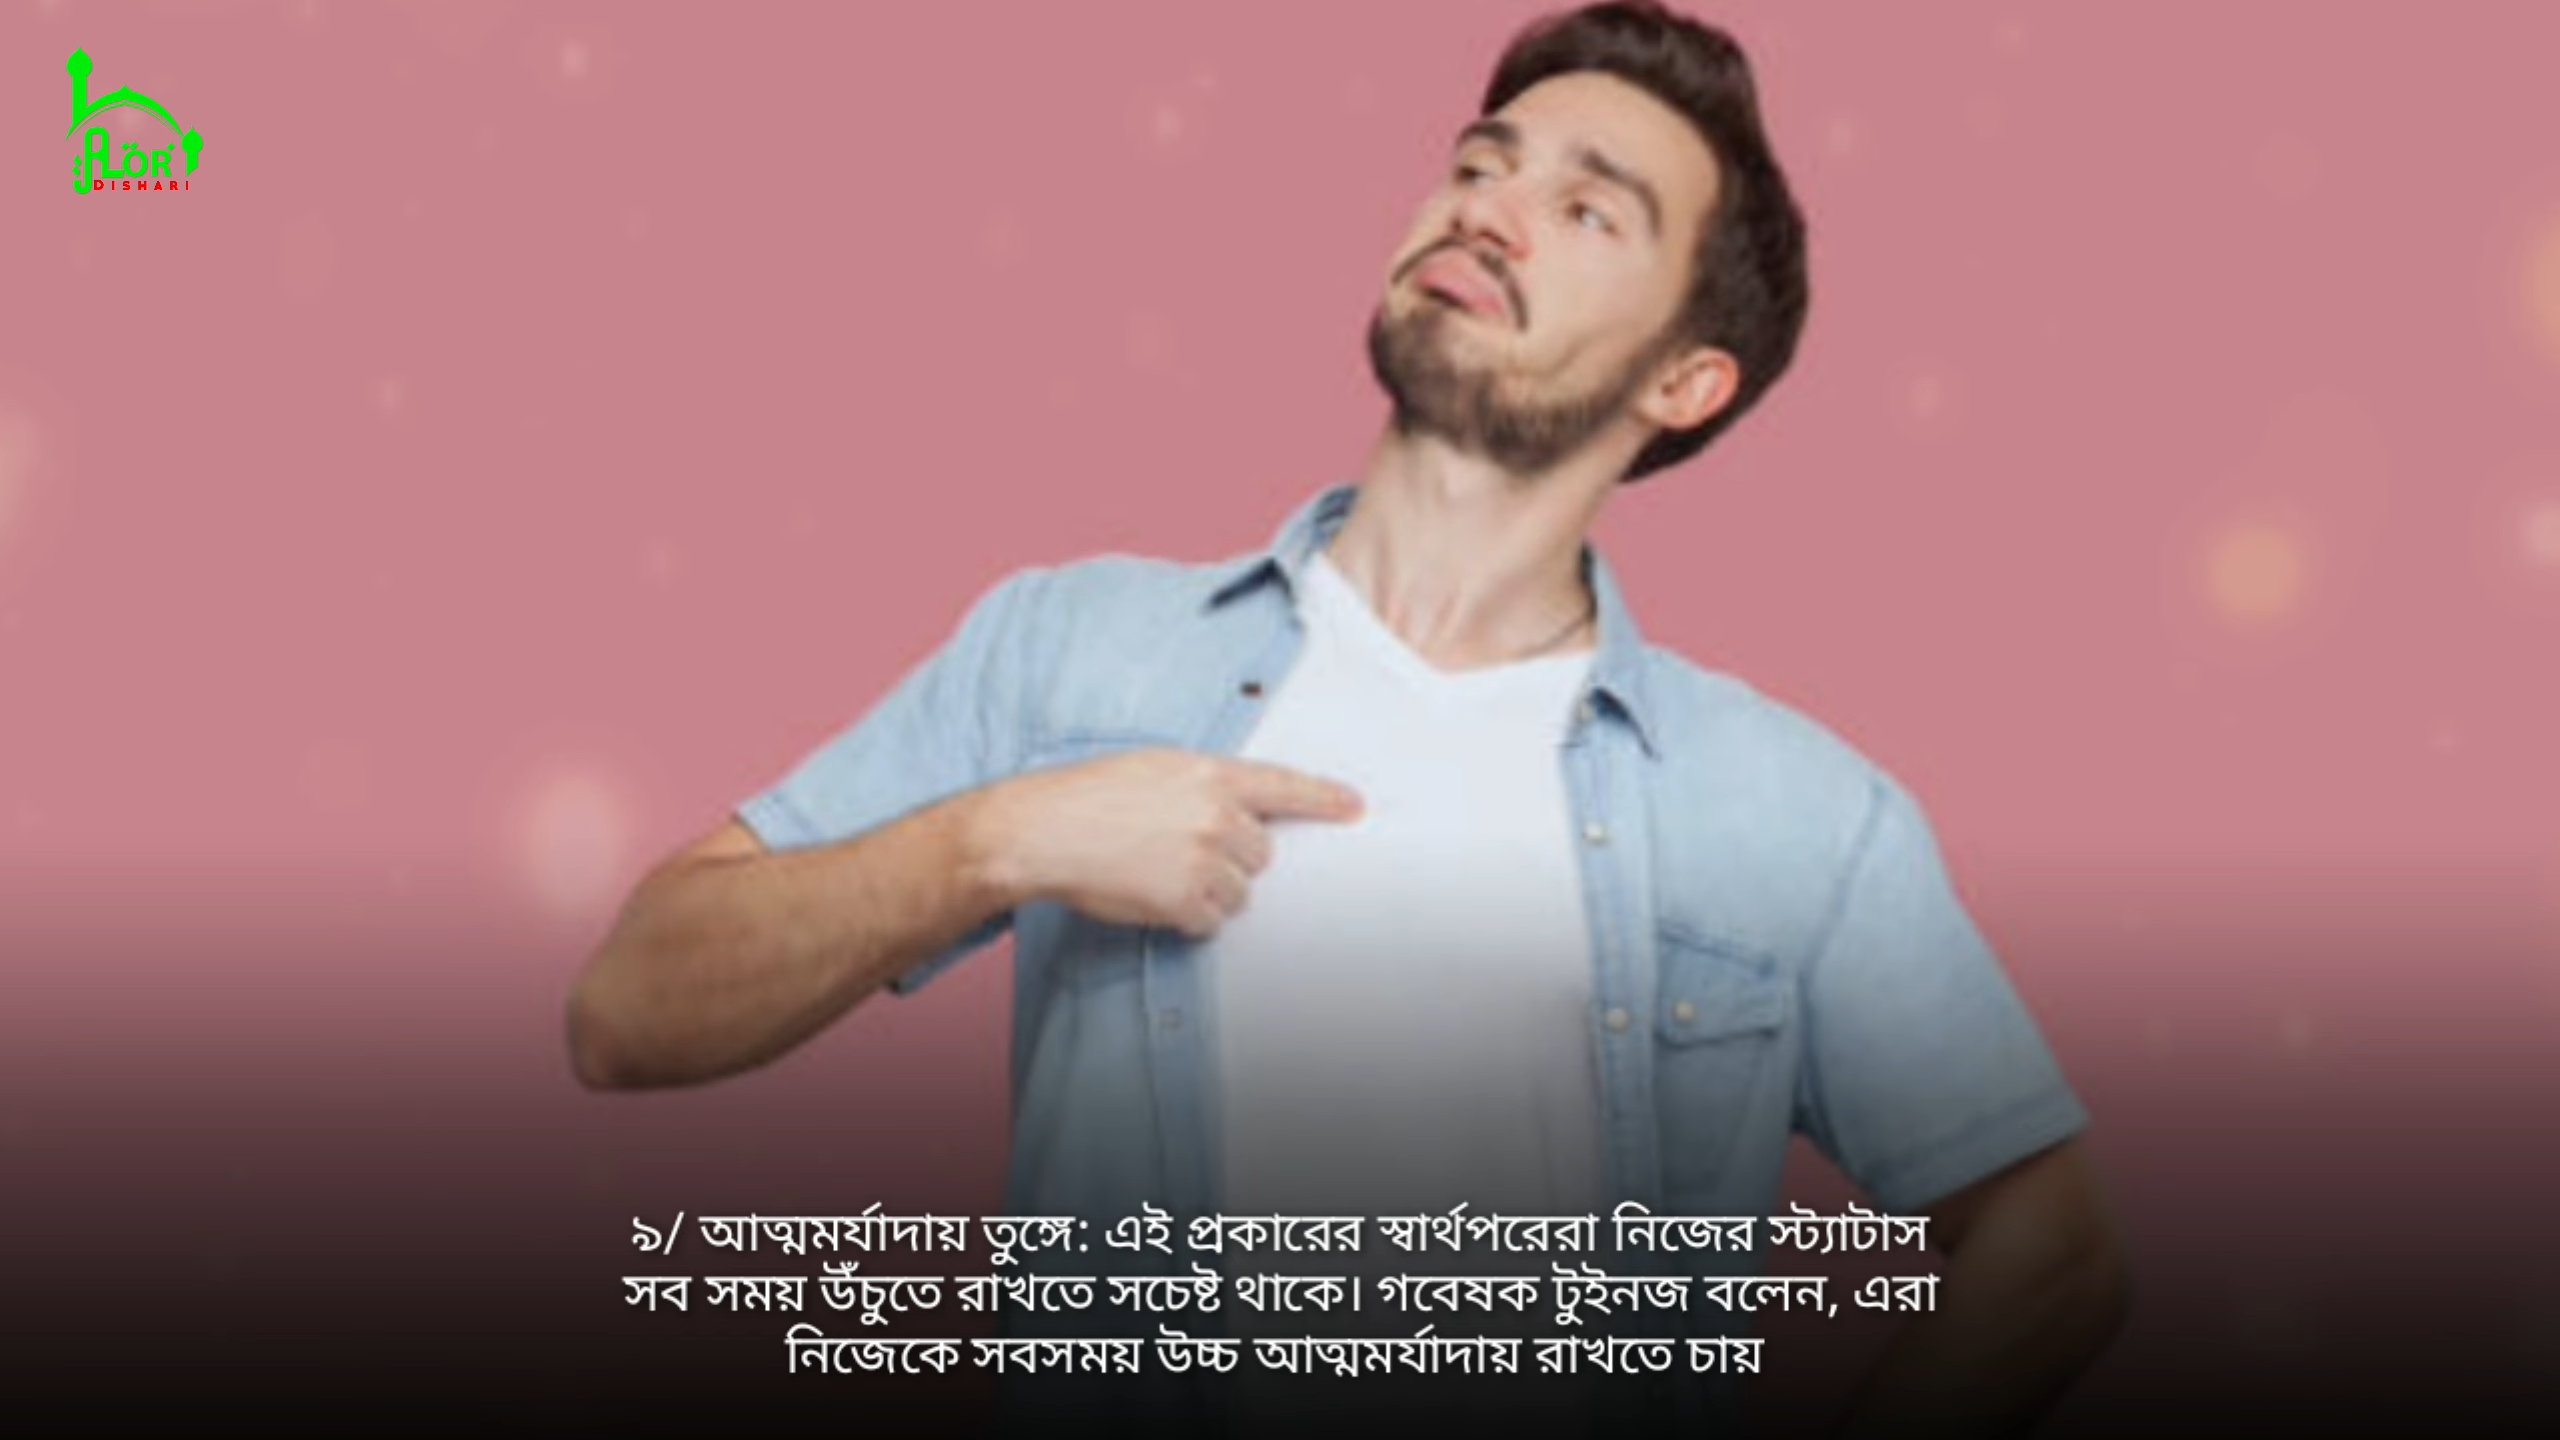 ALOR
DISHARI
৯/ আত্মমর্যাদায় তুঙ্গে: এই প্রকারের স্বার্থপরেরা নিজের স্ট্যাটাস
সব সময় উঁচুতে রাখতে সচেষ্ট থাকে। গবেষক টুইনজ বলেন, এরা
নিজেকে সবসময় উচ্চ আত্মমর্যাদায় রাখতে চায়